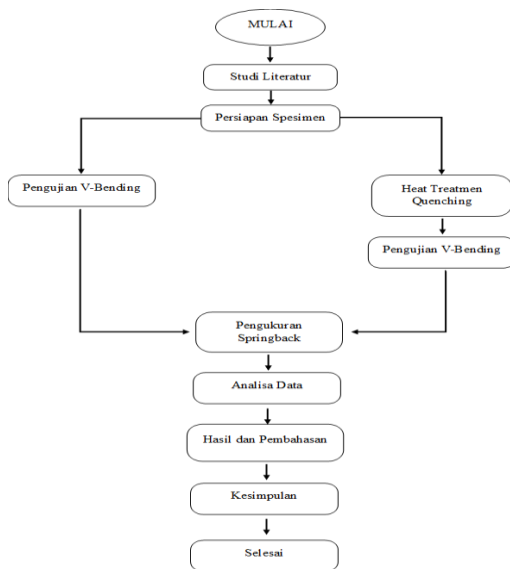 MULAI
Studi Literatur
Persiapan Spesimen
Pengujian V-Bending
Heat Treatmen
Quenching
Pengujian V-Bending
Pengukuran
Springback
Analisa Data
Hasil dan Pembahasan
Kesimpulan
Selesai